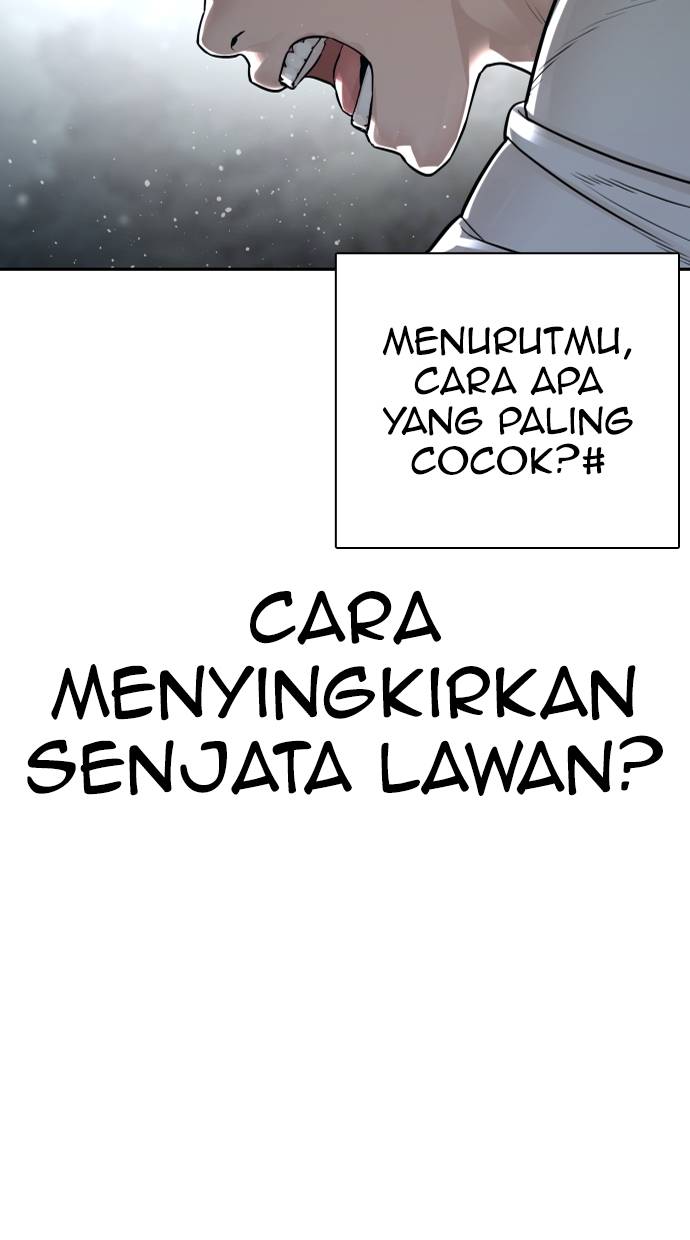 MENURUTMU,
CARA APA
YANG PALING
COCOK?#
CARA
MENYINGKIRKAN
SENJATA LAWAN?